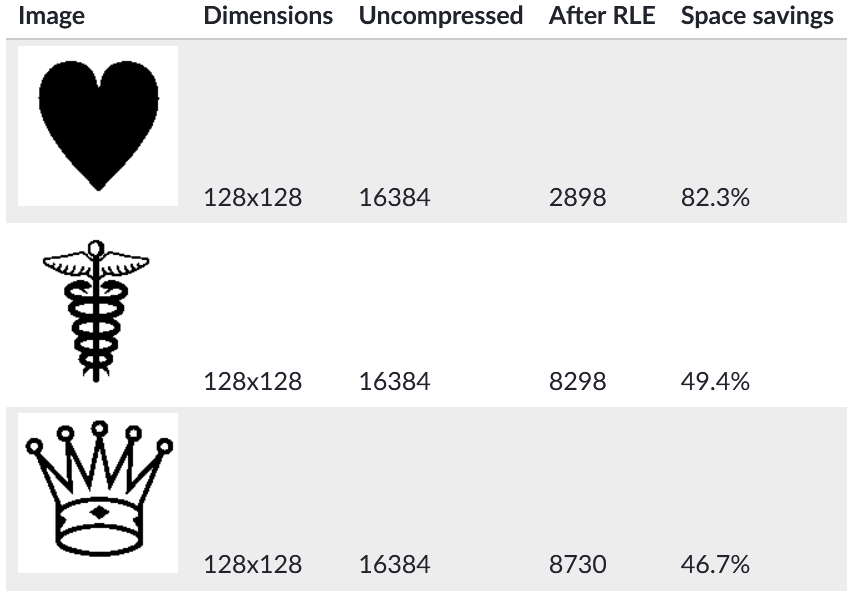 Image Dimensions Uncompressed After RLE Space savings
128x128 16384 2898 82.3%
128x128 16384 8298 49.4%
128x128 16384 8730 46.7%